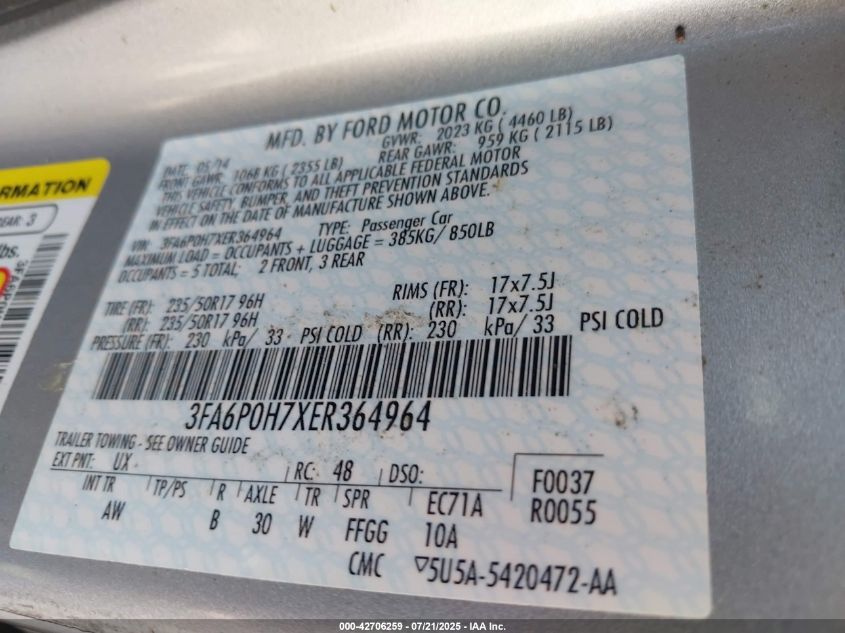 MFD. BY FORD MOTOR CO.
DATE: 05/14 GVWR: 2023 KG ( 4460 LB)
FRONT GAWR: 1068 KG ( 2355 LB) REAR GAWR: 959 KG ( 2115 LB)
THIS VEHICLE CONFORMS TO ALL APPLICABLE FEDERAL MOTOR
VEHICLE SAFETY, BUMPER, AND THEFT PREVENTION STANDARDS
IN EFFECT ON THE DATE OF MANUFACTURE SHOWN ABOVE.
VIN: 3FA6P0H7XER364964 TYPE: Passenger Car
MAXIMUM LOAD = OCCUPANTS + LUGGAGE = 385KG/ 850LB
OCCUPANTS = 5 TOTAL: 2 FRONT, 3 REAR
TIRE (FR): 235/50R17 96H RIMS (FR): 17x7.5J
(RR): 235/50R17 96H (RR): 17x7.5J
PRESSURE (FR): 230 kPa/ 33 PSI COLD (RR): 230 kPa/ 33 PSI COLD
3FA6P0H7XER364964
TRAILER TOWING - SEE OWNER GUIDE
EXT PNT: UX RC: 48 DSO: F0037
INT TR TP/PS R AXLE TR SPR EC71A R0055
AW B 30 W FFGG 10A
CMC ▽5U5A-5420472-AA
RMATION
REAR: 3
lbs.
000-42706259 - 07/21/2025 - IAA Inc.